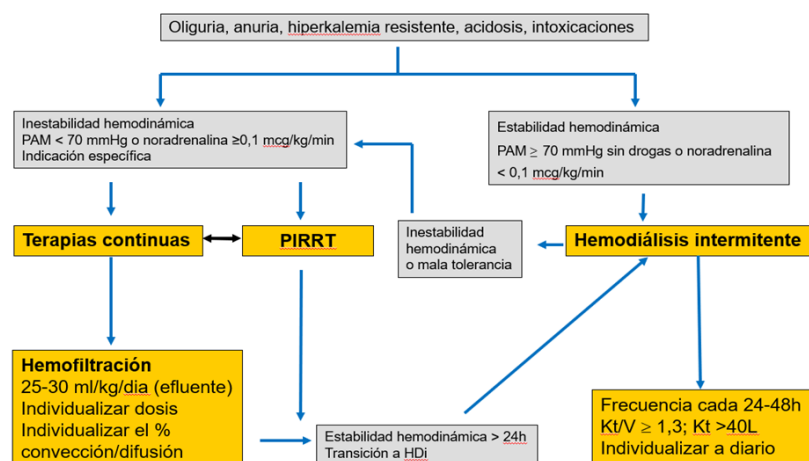 Oliguria, anuria, hiperkalemia resistente, acidosis, intoxicaciones
Inestabilidad hemodinámica
PAM < 70 mmHg o noradrenalina ≥0,1 mcg/kg/min
Indicación específica
Estabilidad hemodinámica
PAM ≥ 70 mmHg sin drogas o noradrenalina
< 0,1 mcg/kg/min
Terapias continuas
PIRRT
Inestabilidad
hemodinámica
o mala tolerancia
Hemodiálisis intermitente
Hemofiltración
25-30 ml/kg/dia (efluente)
Individualizar dosis
Individualizar el %
convección/difusión
Estabilidad hemodinámica > 24h
Transición a HDi
Frecuencia cada 24-48h
Kt/V ≥ 1,3; Kt >40L
Individualizar a diario